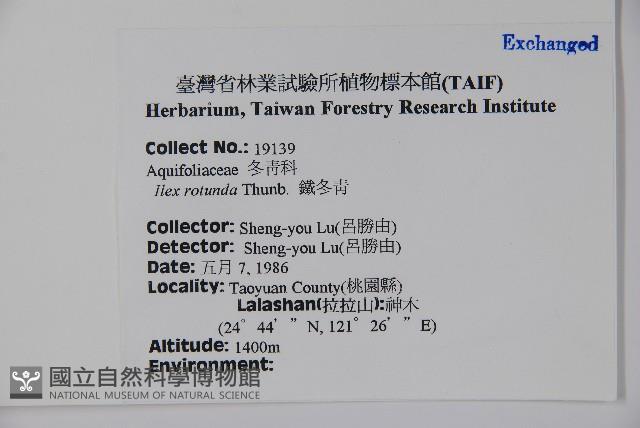 Exchanged
臺灣省林業試驗所植物標本館(TAIF)
Herbarium, Taiwan Forestry Research Institute
Collect No.: 19139
Aquifoliaceae 冬青科
Ilex rotunda Thunb. 鐵冬青
Collector: Sheng-you Lu(呂勝由)
Detector: Sheng-you Lu(呂勝由)
Date: 五月 7, 1986
Locality: Taoyuan County(桃園縣)
Lalashan(拉拉山):神木
(24° 44' " N, 121° 26' " E)
Altitude: 1400m
Environment:
國立自然科學博物館
NATIONAL MUSEUM OF NATURAL SCIENCE